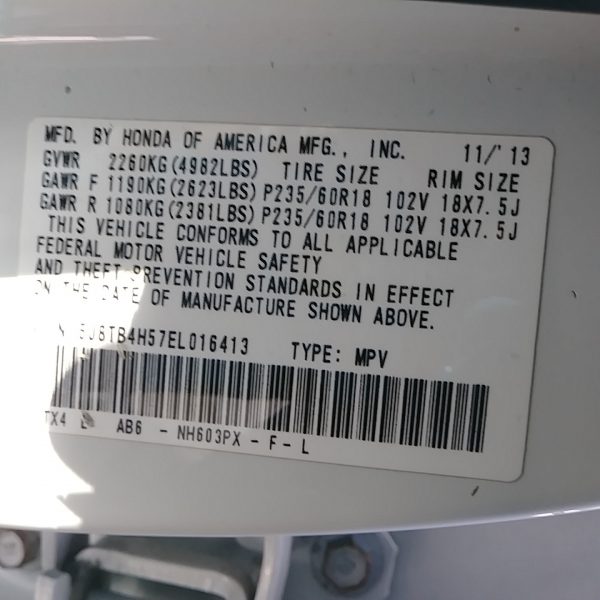 MFD. BY HONDA OF AMERICA MFG., INC. 11/'13
GVWR 2260KG(4982LBS) TIRE SIZE RIM SIZE
GAWR F 1190KG(2623LBS) P235/60R18 102V 18X7.5J
GAWR R 1080KG(2381LBS) P235/60R18 102V 18X7.5J
THIS VEHICLE CONFORMS TO ALL APPLICABLE
FEDERAL MOTOR VEHICLE SAFETY
AND THEFT PREVENTION STANDARDS IN EFFECT
ON THE DATE OF MANUFACTURE SHOWN ABOVE.
5J8TB4H57EL016413 TYPE: MPV
TX4 AB6 - NH603PX - F - L